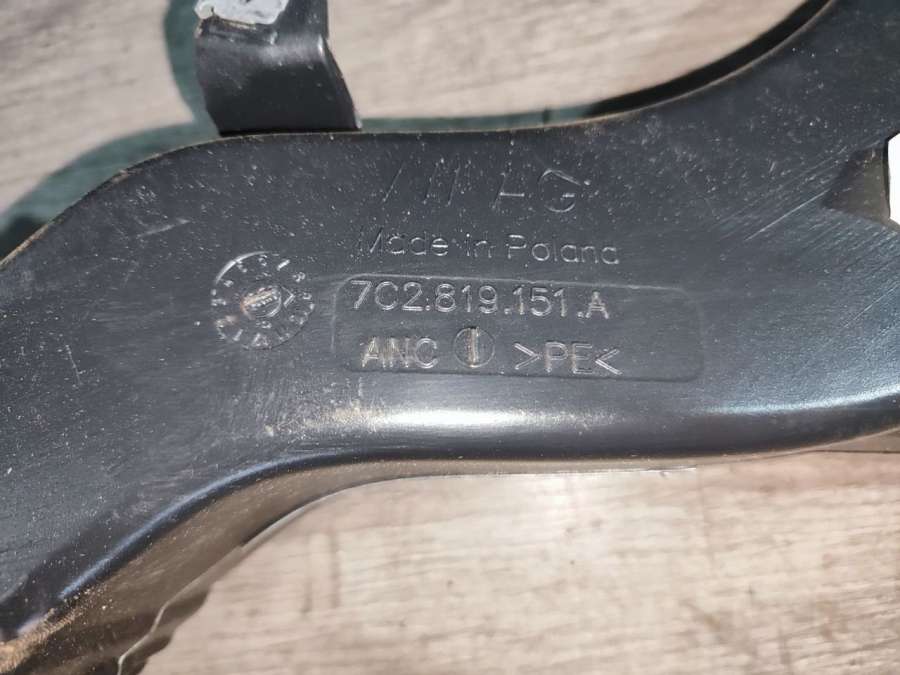 Made in Poland
7C2.819.151.A
ANC >PE<